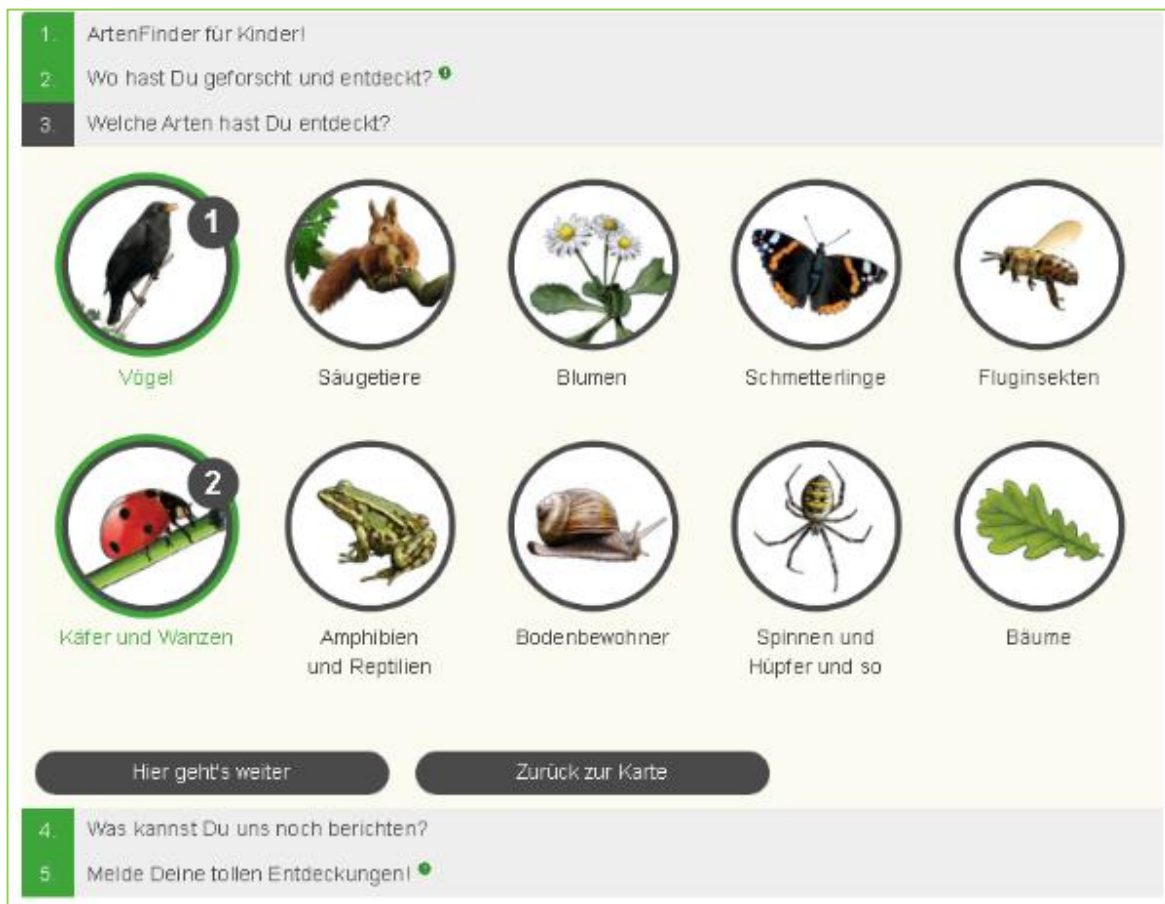 1. ArtenFinder für Kinder!
2. Wo hast Du geforscht und entdeckt?
3. Welche Arten hast Du entdeckt?
1
Vögel
Säugetiere
Blumen
Schmetterlinge
Fluginsekten
2
Käfer und Wanzen
Amphibien
und Reptilien
Bodenbewohner
Spinnen und
Hüpfer und so
Bäume
Hier geht's weiter
Zurück zur Karte
4. Was kannst Du uns noch berichten?
5. Melde Deine tollen Entdeckungen!